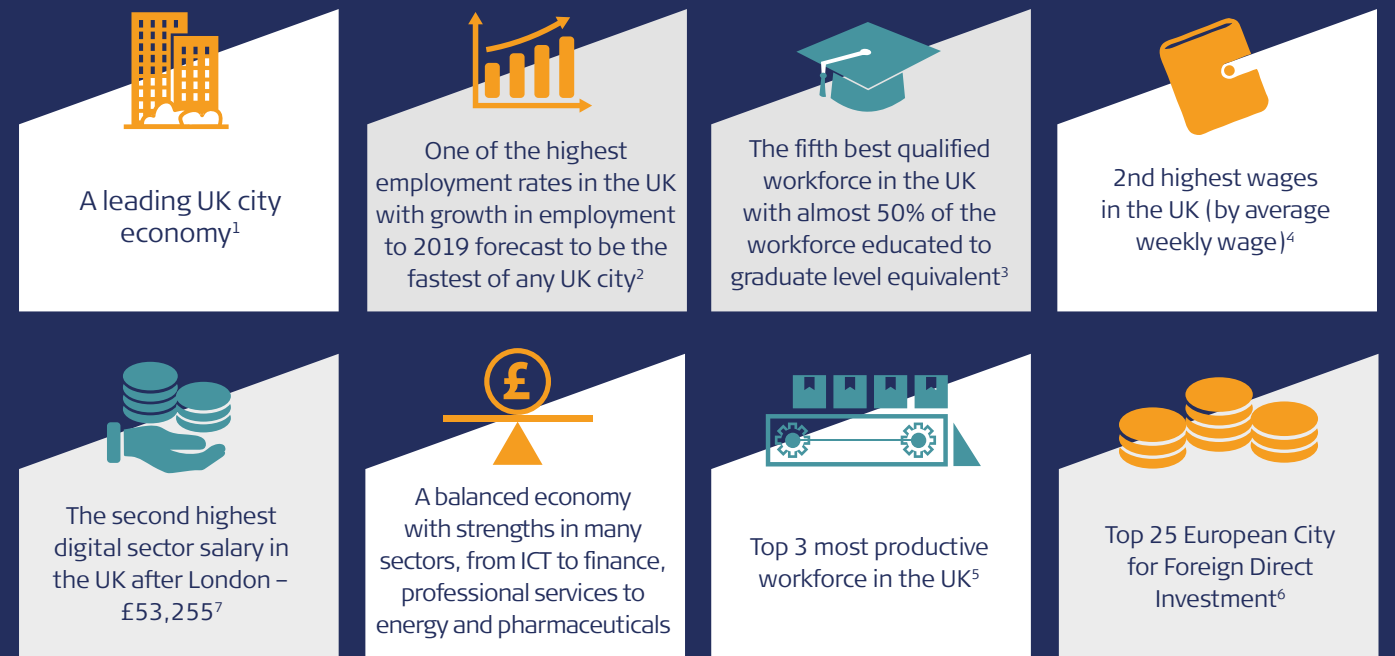 A leading UK city
economy¹
One of the highest
employment rates in the UK
with growth in employment
to 2019 forecast to be the
fastest of any UK city²
The fifth best qualified
workforce in the UK
with almost 50% of the
workforce educated to
graduate level equivalent³
2nd highest wages
in the UK (by average
weekly wage)⁴
£
The second highest
digital sector salary in
the UK after London –
£53,255⁷
A balanced economy
with strengths in many
sectors, from ICT to finance,
professional services to
energy and pharmaceuticals
Top 3 most productive
workforce in the UK⁵
Top 25 European City
for Foreign Direct
Investment⁶